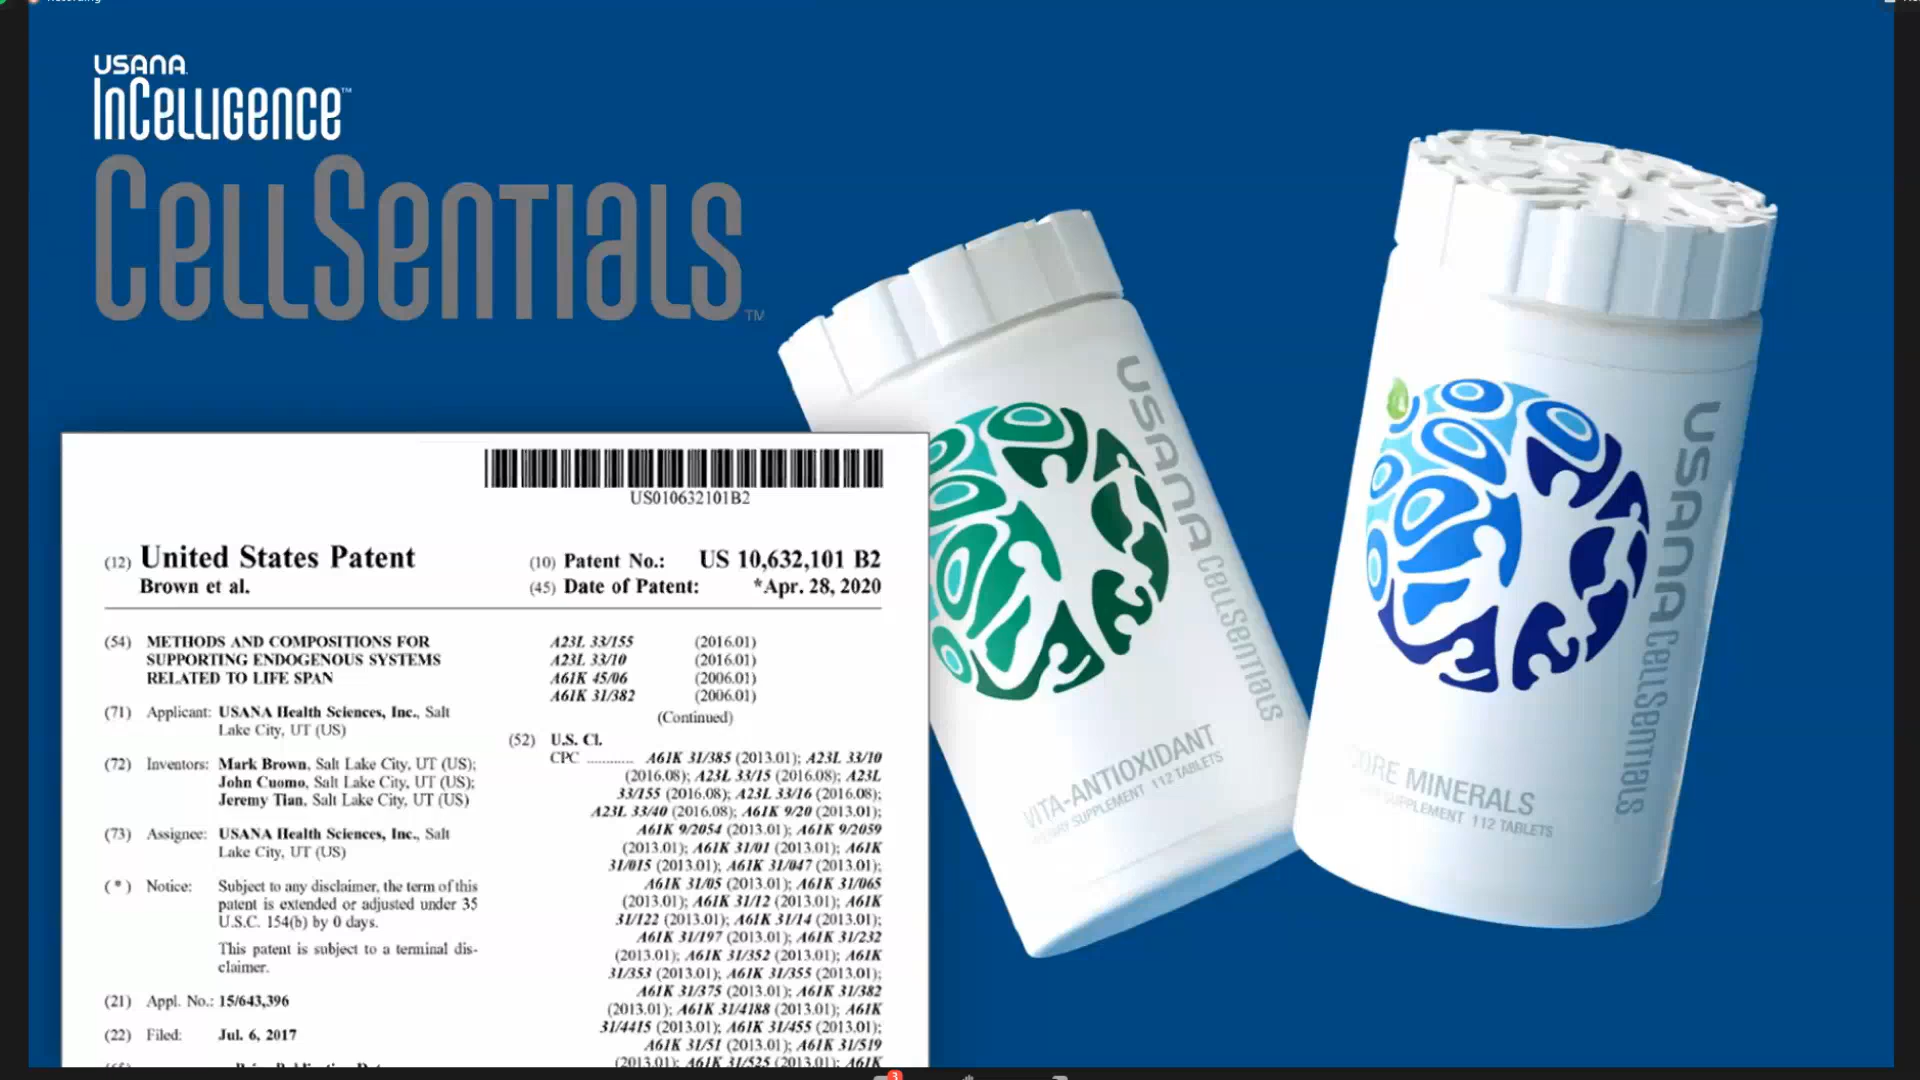 USANA
InCelligence™
CellSentials™
US010632101B2
(12) United States Patent
Brown et al.
(10) Patent No.: US 10,632,101 B2
(45) Date of Patent: *Apr. 28, 2020
(54) METHODS AND COMPOSITIONS FOR
SUPPORTING ENDOGENOUS SYSTEMS
RELATED TO LIFE SPAN
(71) Applicant: USANA Health Sciences, Inc., Salt
Lake City, UT (US)
(72) Inventors: Mark Brown, Salt Lake City, UT (US);
John Cuomo, Salt Lake City, UT (US);
Jeremy Tian, Salt Lake City, UT (US)
(73) Assignee: USANA Health Sciences, Inc., Salt
Lake City, UT (US)
(*) Notice: Subject to any disclaimer, the term of this
patent is extended or adjusted under 35
U.S.C. 154(b) by 0 days.
This patent is subject to a terminal dis-
claimer.
(21) Appl. No.: 15/643,396
(22) Filed: Jul. 6, 2017
A23L 33/155 (2016.01)
A23L 33/10 (2016.01)
A61K 45/06 (2006.01)
A61K 31/382 (2006.01)
(Continued)
(52) U.S. Cl.
CPC ........... A61K 31/385 (2013.01); A23L 33/10
(2016.08); A23L 33/15 (2016.08); A23L
33/155 (2016.08); A23L 33/16 (2016.08);
A23L 33/40 (2016.08); A61K 9/20 (2013.01);
A61K 9/2054 (2013.01); A61K 9/2059
(2013.01); A61K 31/01 (2013.01); A61K
31/015 (2013.01); A61K 31/047 (2013.01);
A61K 31/05 (2013.01); A61K 31/065
(2013.01); A61K 31/12 (2013.01); A61K
31/122 (2013.01); A61K 31/14 (2013.01);
A61K 31/197 (2013.01); A61K 31/232
(2013.01); A61K 31/352 (2013.01); A61K
31/353 (2013.01); A61K 31/355 (2013.01);
A61K 31/375 (2013.01); A61K 31/382
(2013.01); A61K 31/4188 (2013.01); A61K
31/4415 (2013.01); A61K 31/455 (2013.01);
A61K 31/51 (2013.01); A61K 31/519
(2013.01); A61K 31/525 (2013.01); A61K
USANA CellSentials
VITA-ANTIOXIDANT
SUPPLEMENT 112 TABLETS
USANA CellSentials
CORE MINERALS
SUPPLEMENT 112 TABLETS
3